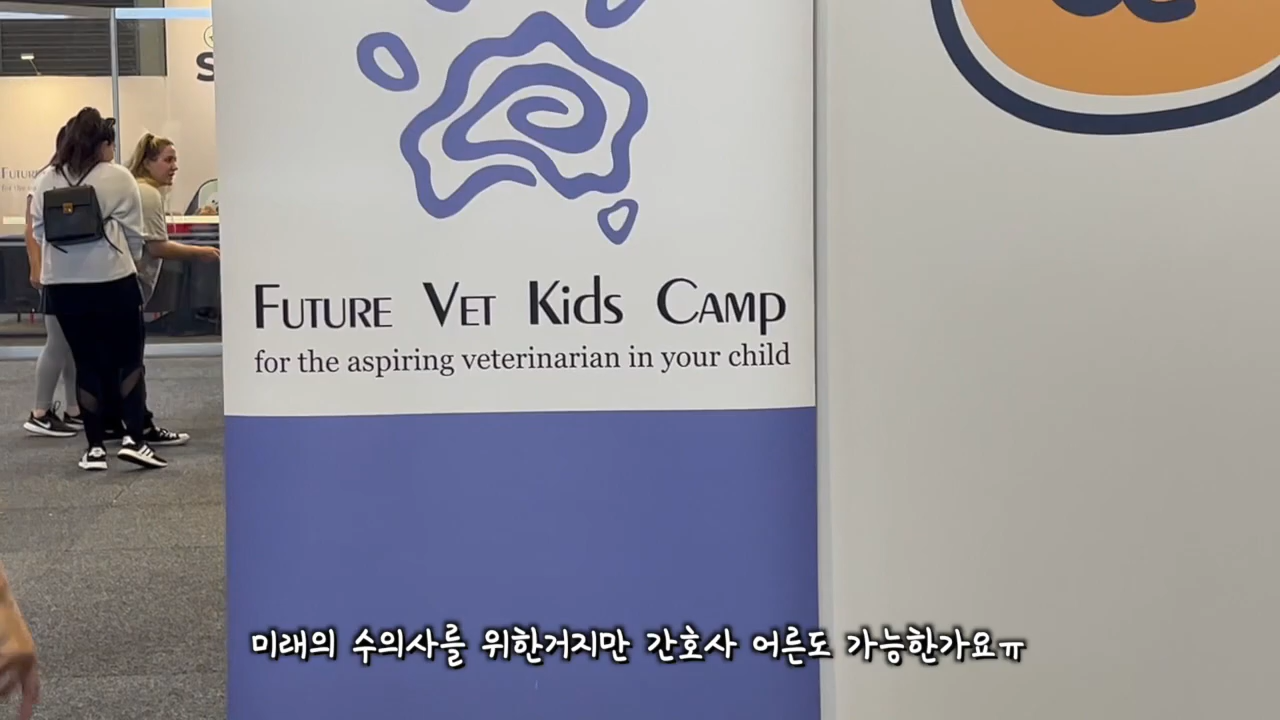 S
FUTURE
FUTURE VET Kids CAMP
for the aspiring veterinarian in your child
미래의 수의사를 위한거지만 간호사 어른도 가능한가요ㅠ